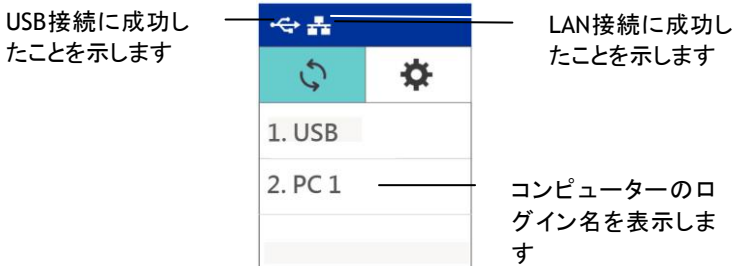 USB接続に成功し
たことを示します
LAN接続に成功し
たことを示します
1. USB
2. PC 1
コンピューターのロ
グイン名を表示しま
す